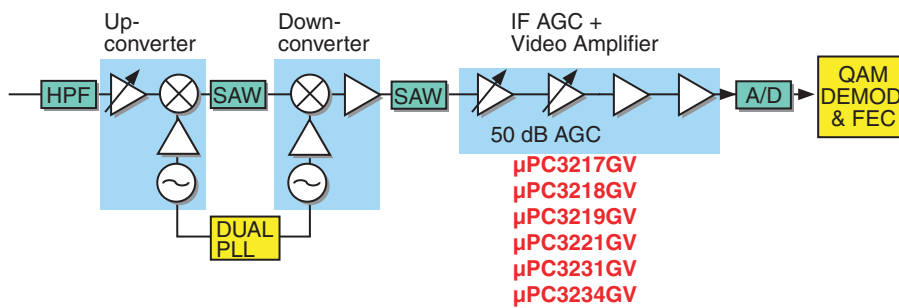 Up-
converter
Down-
converter
IF AGC +
Video Amplifier
HPF
SAW
SAW
A/D
QAM
DEMOD
& FEC
50 dB AGC
DUAL
PLL
µPC3217GV
µPC3218GV
µPC3219GV
µPC3221GV
µPC3231GV
µPC3234GV